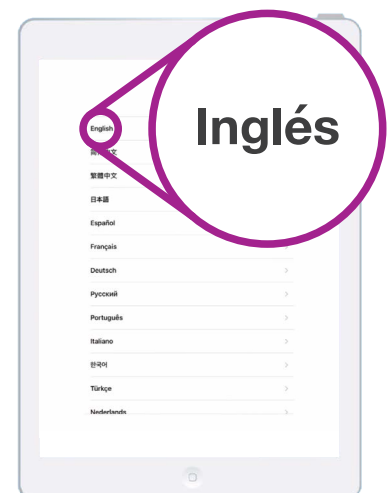 Inglés
English
繁體中文
日本語
Español
Français
Deutsch
Русский
Português
Italiano
한국어
Türkçe
Nederlands